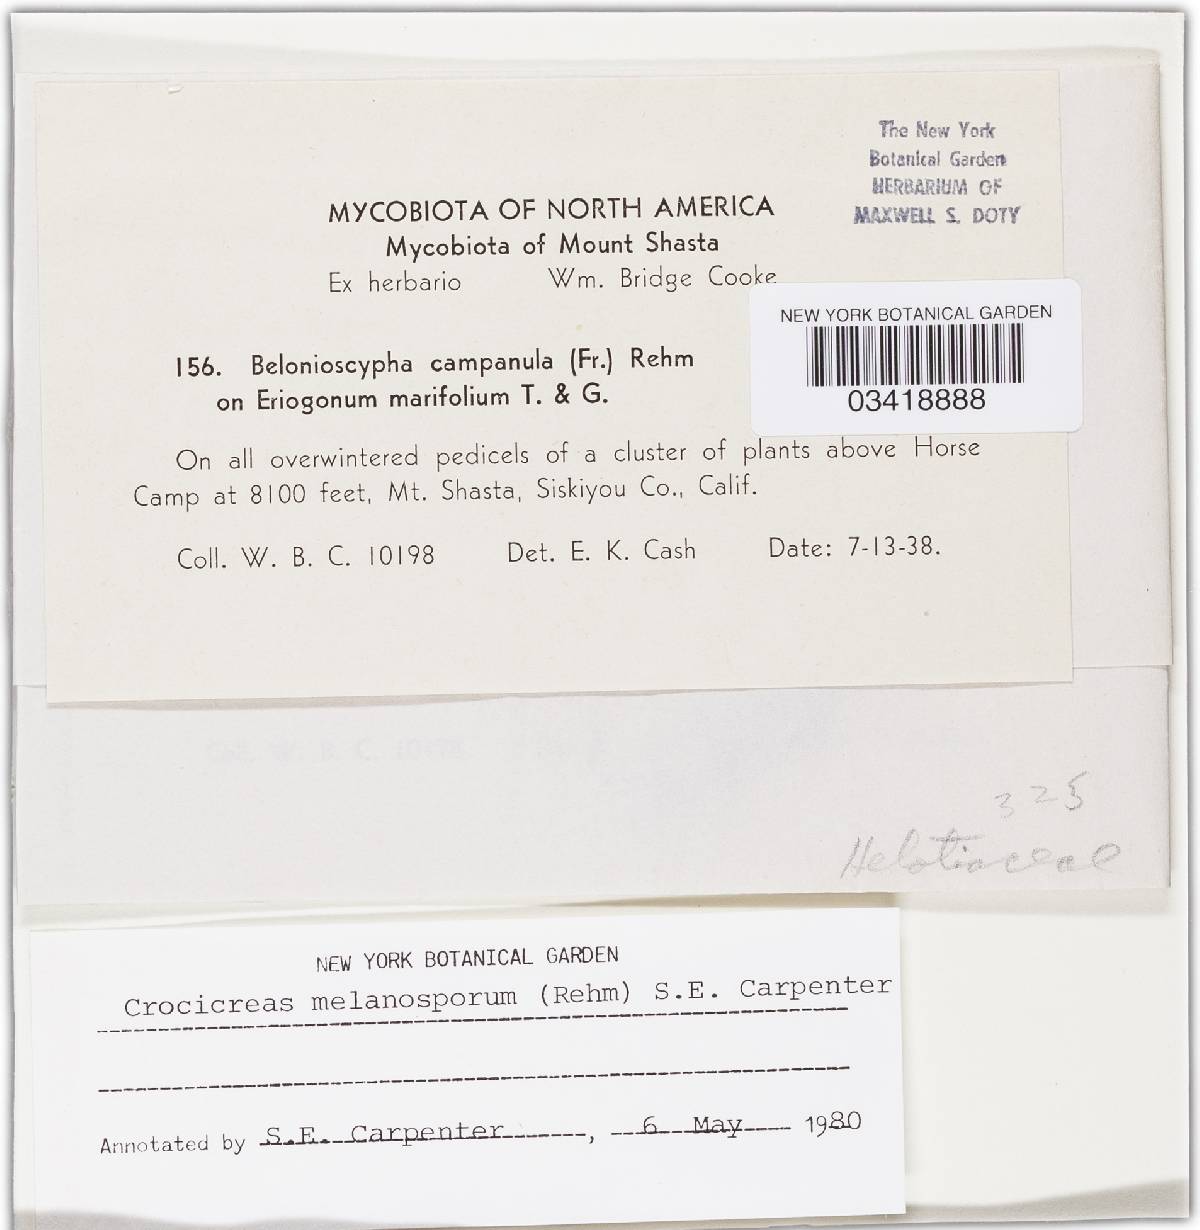 The New York
Botanical Garden
HERBARIUM OF
MAXWELL S. DOTY
MYCOBIOTA OF NORTH AMERICA
Mycobiota of Mount Shasta
Ex herbario Wm. Bridge Cooke
NEW YORK BOTANICAL GARDEN
03418888
156. Belonioscypha campanula (Fr.) Rehm
on Eriogonum marifolium T. & G.
On all overwintered pedicels of a cluster of plants above Horse
Camp at 8100 feet, Mt. Shasta, Siskiyou Co., Calif.
Coll. W. B. C. 10198 Det. E. K. Cash Date: 7-13-38.
325
Helotiaceae
NEW YORK BOTANICAL GARDEN
Crocicreas melanosporum (Rehm) S.E. Carpenter
Annotated by S.E. Carpenter, 6 May 1980